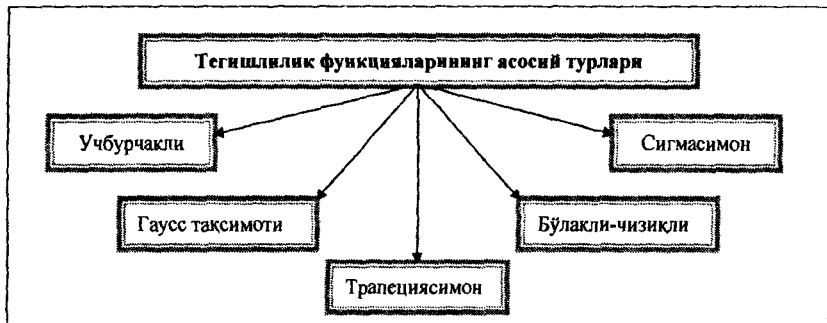 Тегишлилик функцияларининг асосий турлари
Учбурчакли
Сигмасимон
Гаусс тақсимоти
Бўлакли-чизиқли
Трапециясимон